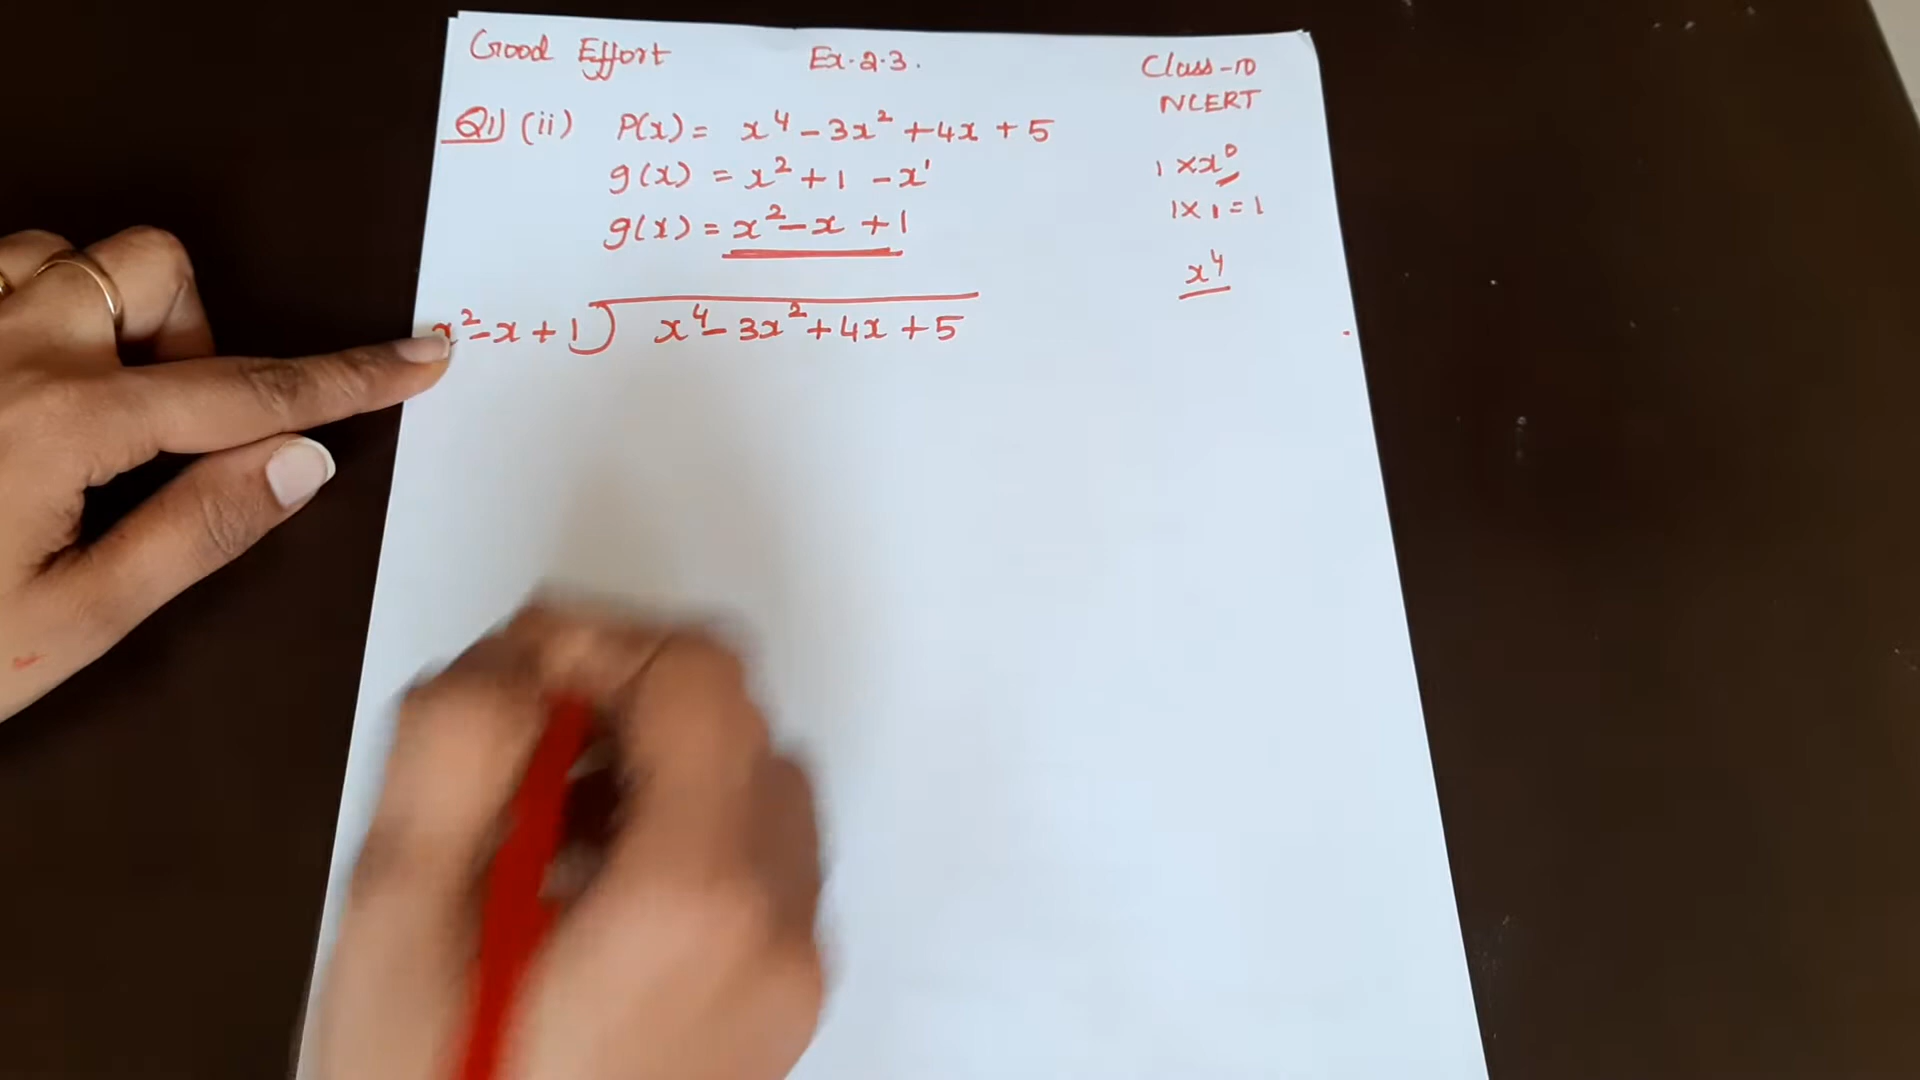 Good Effort Ex.2.3. Class-10
NCERT
Q1) (ii) P(x) = x⁴ - 3x² + 4x + 5
g(x) = x² + 1 - x¹
g(x) = x² - x + 1
1 × x⁰
1 × 1 = 1
x⁴
x² - x + 1) x⁴ - 3x² + 4x + 5